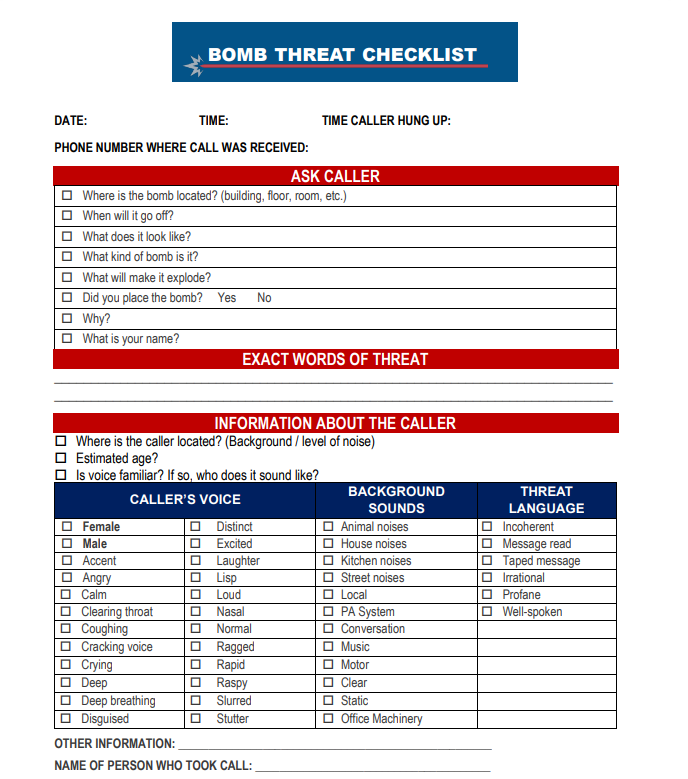 BOMB THREAT CHECKLIST
DATE: TIME: TIME CALLER HUNG UP:
PHONE NUMBER WHERE CALL WAS RECEIVED:
ASK CALLER
Where is the bomb located? (building, floor, room, etc.)
When will it go off?
What does it look like?
What kind of bomb is it?
What will make it explode?
Did you place the bomb? Yes No
Why?
What is your name?
EXACT WORDS OF THREAT
INFORMATION ABOUT THE CALLER
Where is the caller located? (Background / level of noise)
Estimated age?
Is voice familiar? If so, who does it sound like?
CALLER'S VOICE BACKGROUND SOUNDS THREAT LANGUAGE
Female Distinct Animal noises Incoherent
Male Excited House noises Message read
Accent Laughter Kitchen noises Taped message
Angry Lisp Street noises Irrational
Calm Loud Local Profane
Clearing throat Nasal PA System Well-spoken
Coughing Normal Conversation
Cracking voice Ragged Music
Crying Rapid Motor
Deep Raspy Clear
Deep breathing Slurred Static
Disguised Stutter Office Machinery
OTHER INFORMATION:
NAME OF PERSON WHO TOOK CALL: